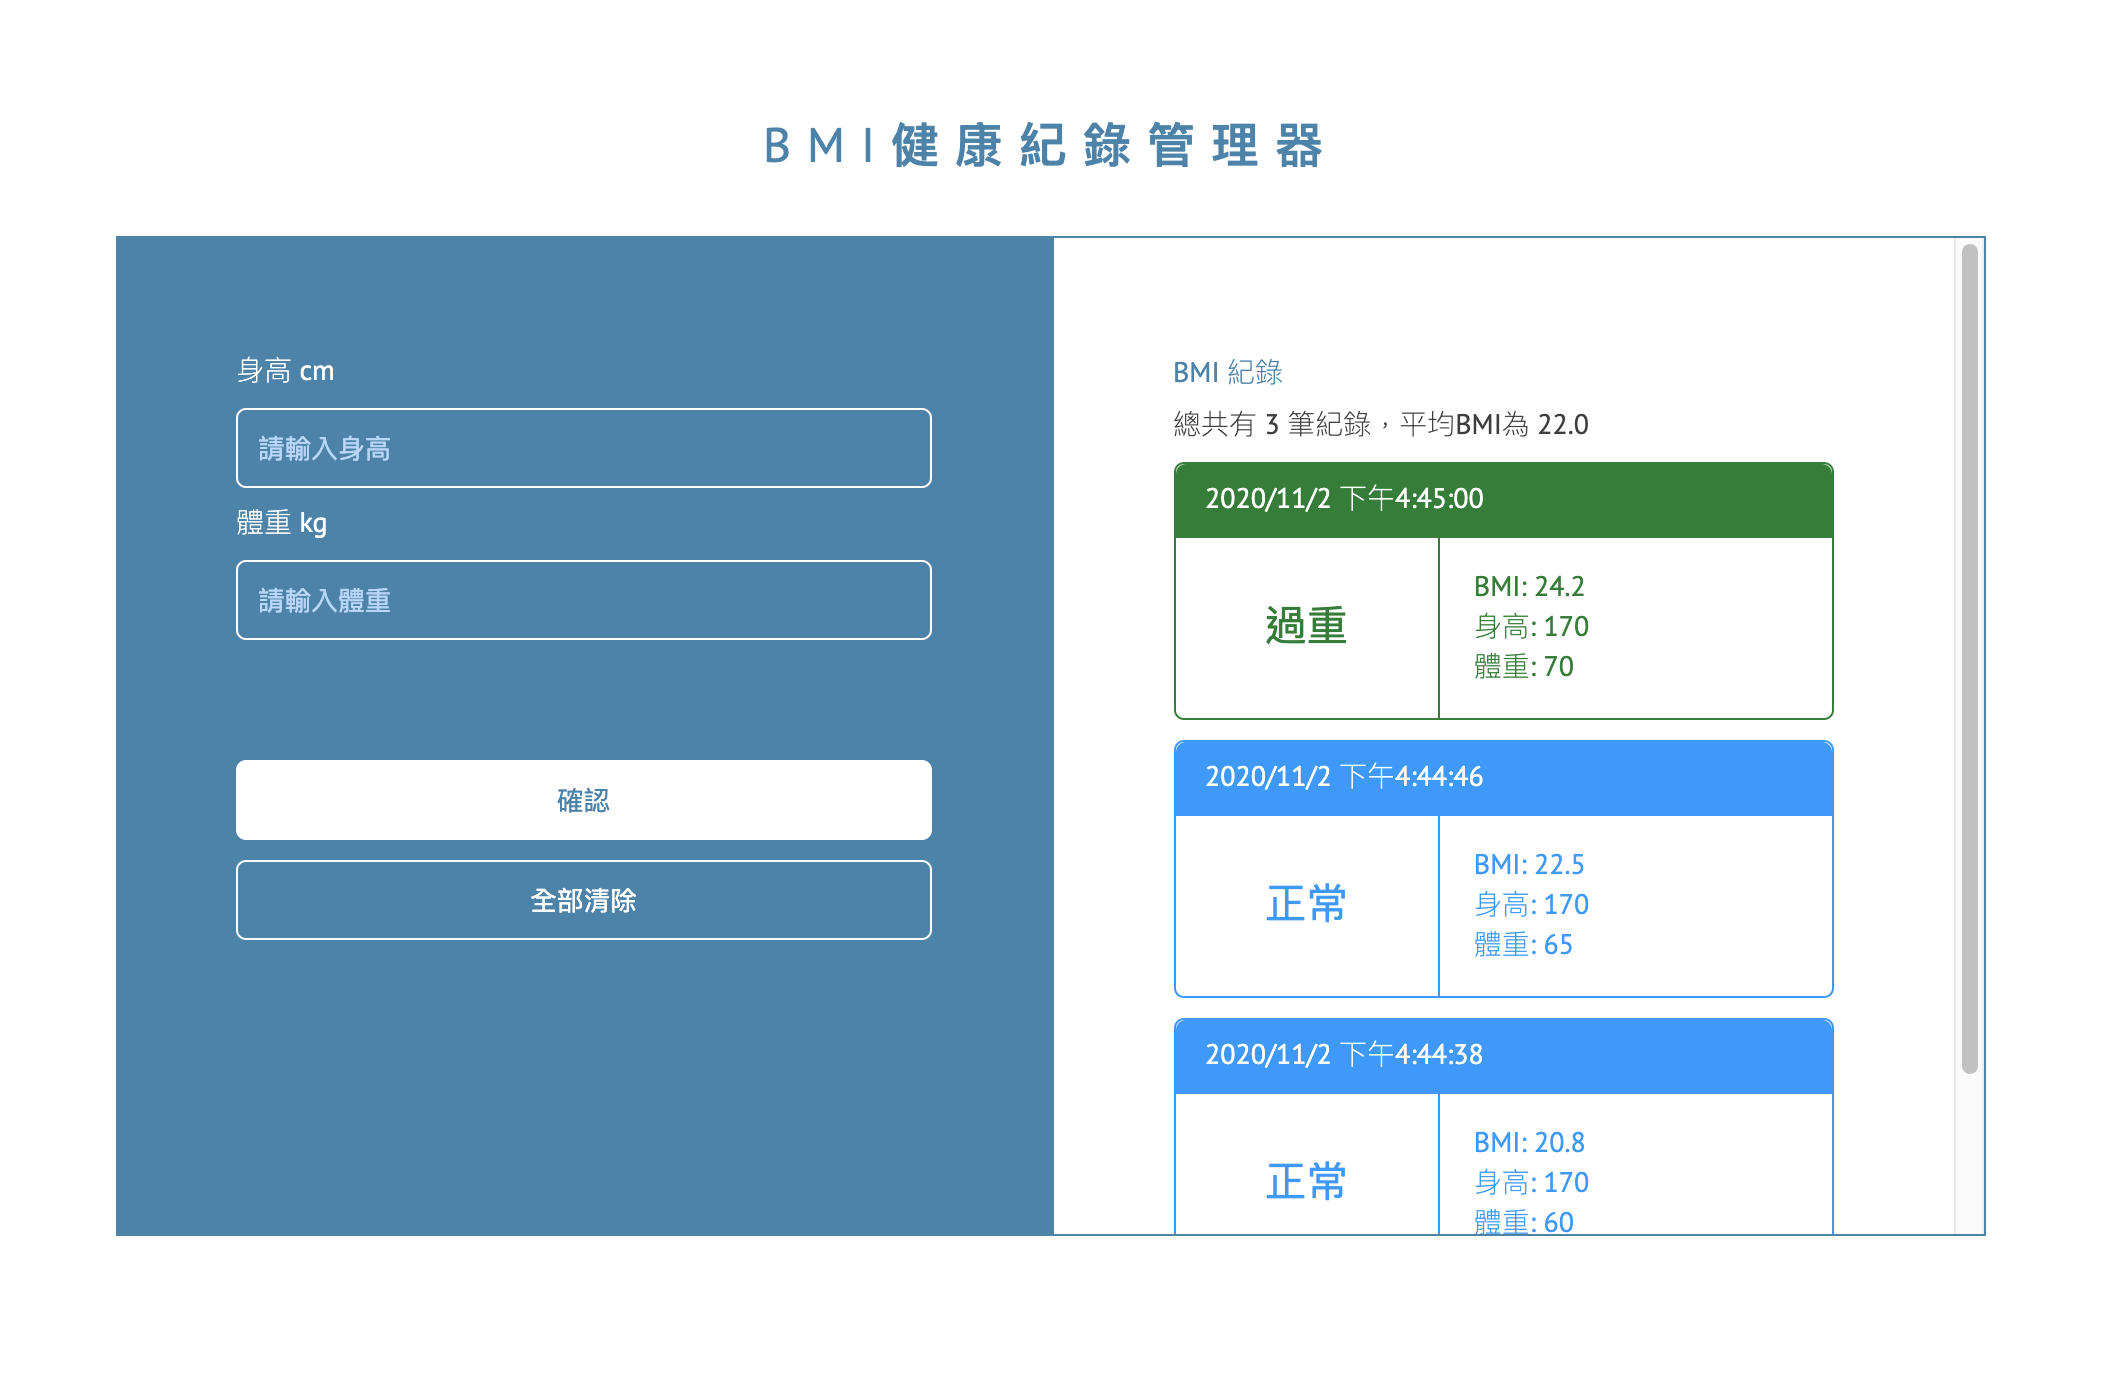 BMI健康紀錄管理器
身高 cm
請輸入身高
體重 kg
請輸入體重
確認
全部清除
BMI 紀錄
總共有 3 筆紀錄，平均BMI為 22.0
2020/11/2 下午4:45:00
過重
BMI: 24.2
身高: 170
體重: 70
2020/11/2 下午4:44:46
正常
BMI: 22.5
身高: 170
體重: 65
2020/11/2 下午4:44:38
正常
BMI: 20.8
身高: 170
體重: 60